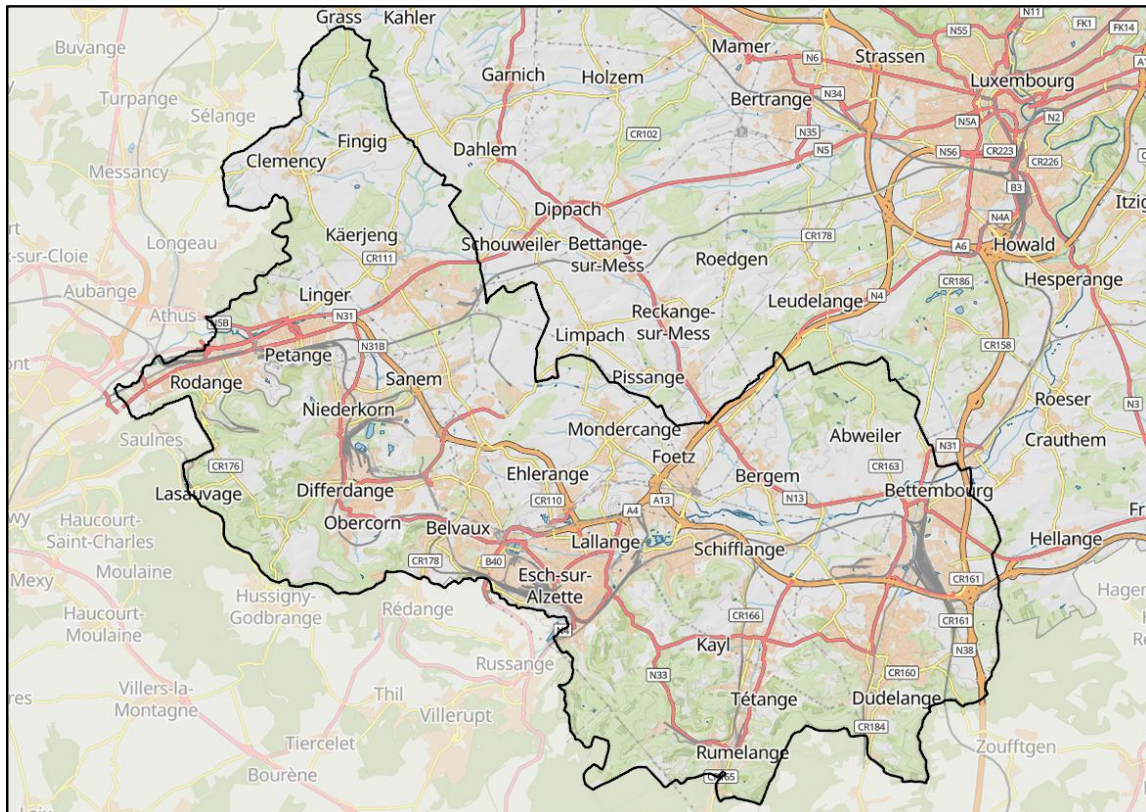 Grass
Kahler
N11
FK1
FK14
N55
Buvange
Mamer
N6
Strassen
Garnich
Holzem
Luxembourg
Turpange
Bertrange
N34
Sélange
N5A
N2
CR102
N35
Fingig
N5
N56
CR223
CR226
Clemency
Dahlem
Messancy
B3
Dippach
N4A
Itzig
Longeau
Käerjeng
Schouweiler
Bettange-
sur-Mess
CR178
Howald
A6
x-sur-Cloie
CR111
Roedgen
Hesperange
Aubange
Linger
Leudelange
N4
CR186
Athus
N5B
N31
Reckange-
sur-Mess
Limpach
N31B
CR158
Petange
Rodange
Sanem
Pissange
Roeser
N3
Niederkorn
Saulnes
Mondercange
Abweiler
N31
Crauthem
CR176
Foetz
CR163
Ehlerange
Bergem
Lasauvage
Differdange
CR110
A13
N13
Bettembourg
Haucourt-
Saint-Charles
Obercorn
Belvaux
A4
Lallange
Schifflange
Hellange
Moulaine
CR178
B40
Mexy
Esch-sur-
Alzette
CR161
Hussigny-
Godbrange
Rédange
Haucourt-
Moulaine
CR166
CR161
Kayl
N38
Russange
N33
CR160
Villers-la-
Montagne
Thil
Tétange
Dudelange
Villerupt
CR184
Tiercelet
Rumelange
Zoufftgen
Bourène